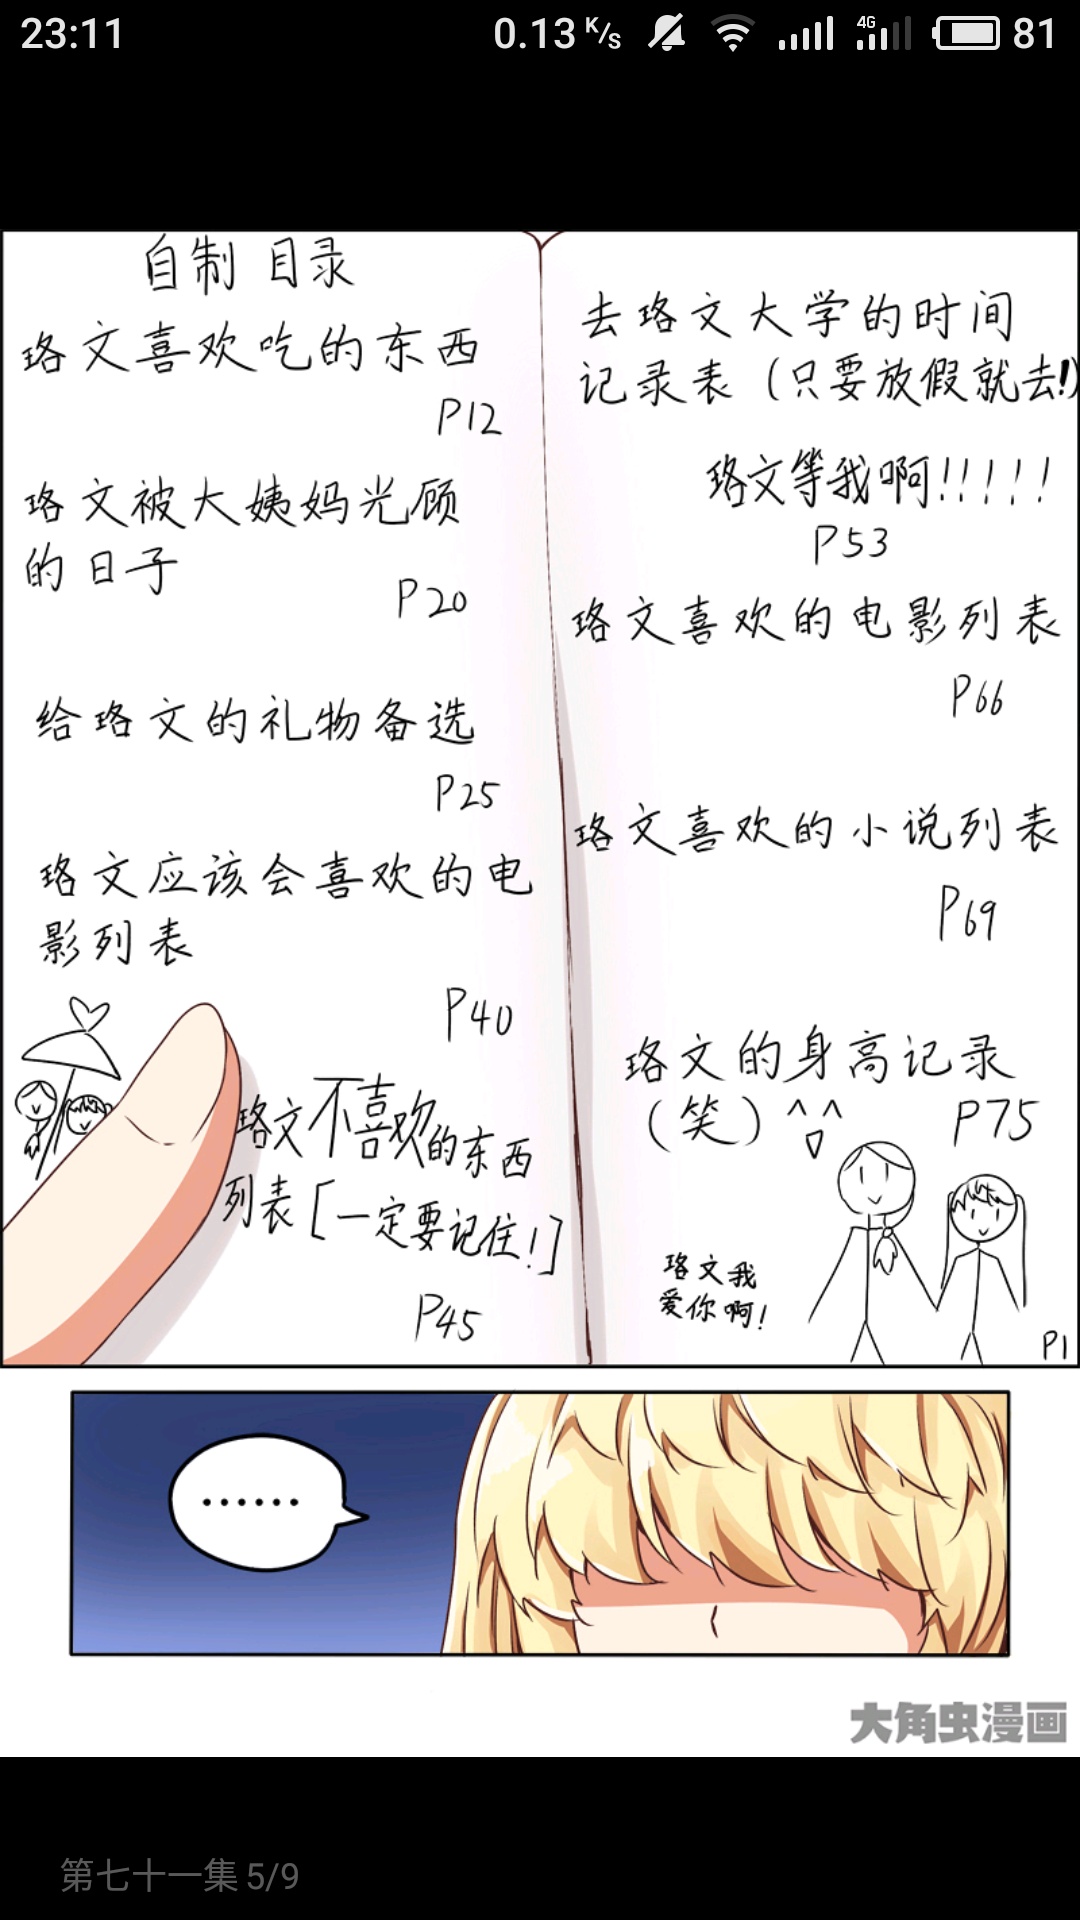 23:11
0.13 K/s
4G
81
自制 目录
珞文喜欢吃的东西
P12
珞文被大姨妈光顾
的日子
P20
给珞文的礼物备选
P25
珞文应该会喜欢的电
影列表
P40
珞文不喜欢的东西
列表[一定要记住!]
P45
去珞文大学的时间
记录表（只要放假就去!）
珞文等我啊!!!!!
P53
珞文喜欢的电影列表
P66
珞文喜欢的小说列表
P69
珞文的身高记录
（笑）^ ^
P75
珞文我
爱你啊!
P1
......
大角虫漫画
第七十一集 5/9